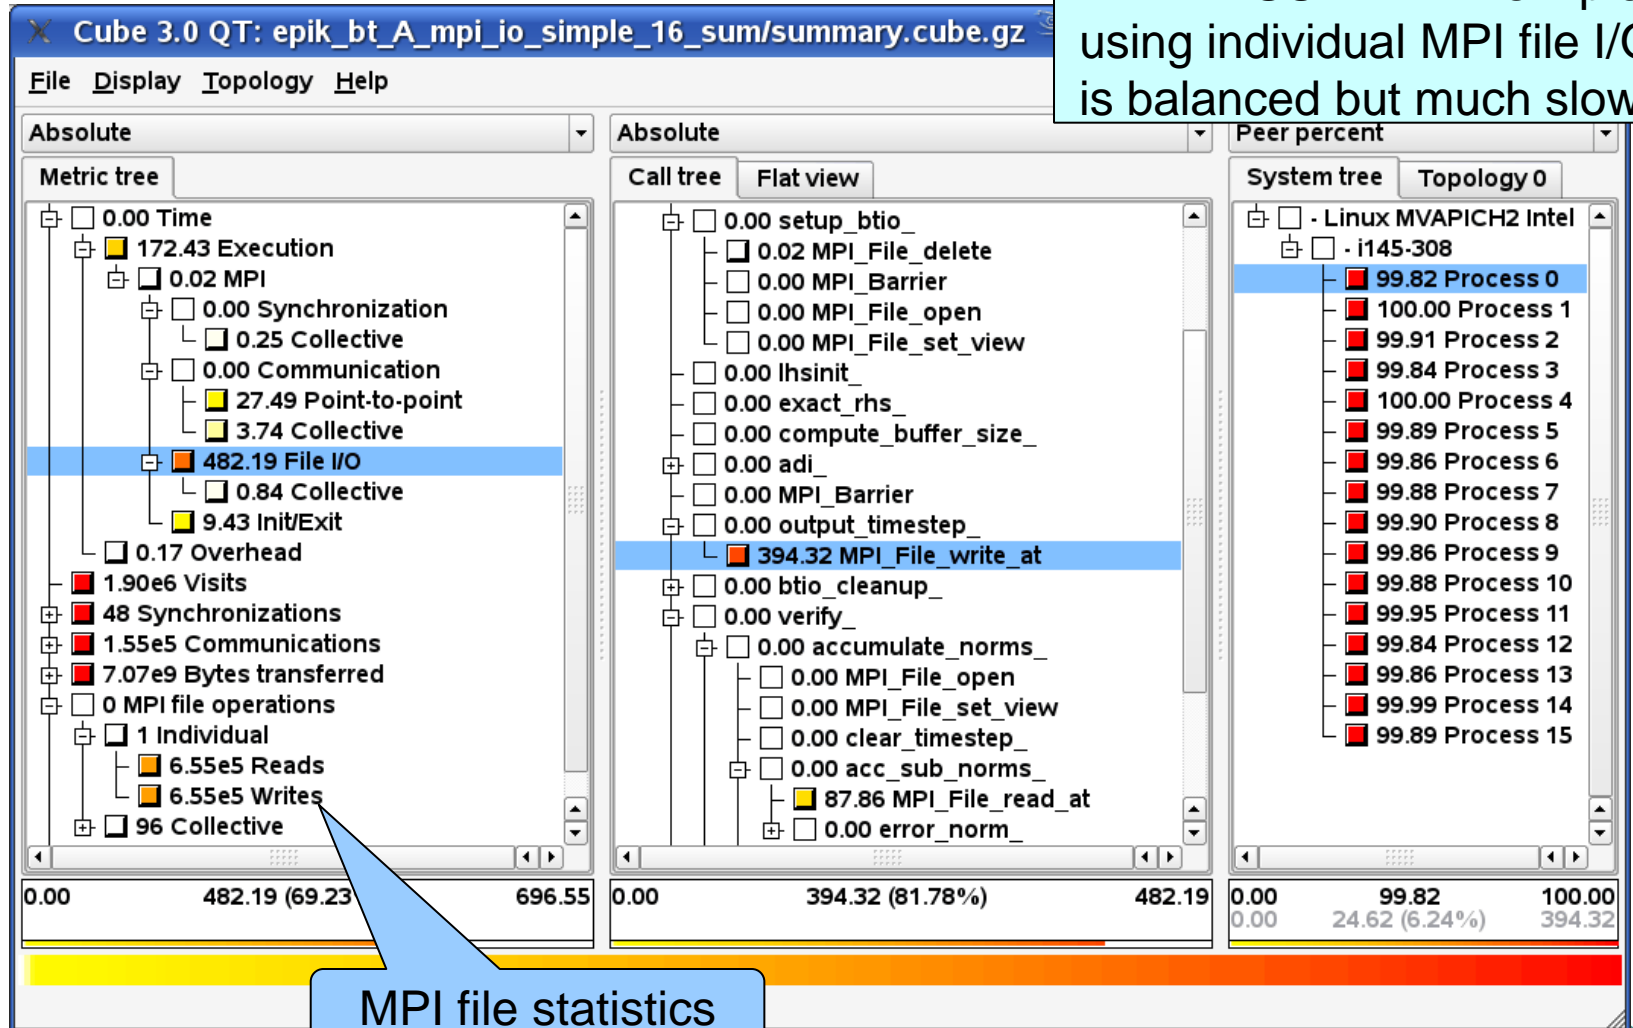 Cube 3.0 QT: epik_bt_A_mpi_io_simple_16_sum/summary.cube.gz
using individual MPI file I/O
is balanced but much slow
File Display Topology Help
Absolute
Absolute
Peer percent
Metric tree
Call tree
Flat view
System tree
Topology 0
0.00 Time
172.43 Execution
0.02 MPI
0.00 Synchronization
0.25 Collective
0.00 Communication
27.49 Point-to-point
3.74 Collective
482.19 File I/O
0.84 Collective
9.43 Init/Exit
0.17 Overhead
1.90e6 Visits
48 Synchronizations
1.55e5 Communications
7.07e9 Bytes transferred
0 MPI file operations
1 Individual
6.55e5 Reads
6.55e5 Writes
96 Collective
0.00 setup_btio_
0.02 MPI_File_delete
0.00 MPI_Barrier
0.00 MPI_File_open
0.00 MPI_File_set_view
0.00 lhsinit_
0.00 exact_rhs_
0.00 compute_buffer_size_
0.00 adi_
0.00 MPI_Barrier
0.00 output_timestep_
394.32 MPI_File_write_at
0.00 btio_cleanup_
0.00 verify_
0.00 accumulate_norms_
0.00 MPI_File_open
0.00 MPI_File_set_view
0.00 clear_timestep_
0.00 acc_sub_norms_
87.86 MPI_File_read_at
0.00 error_norm_
- Linux MVAPICH2 Intel
- i145-308
99.82 Process 0
100.00 Process 1
99.91 Process 2
99.84 Process 3
100.00 Process 4
99.89 Process 5
99.86 Process 6
99.88 Process 7
99.90 Process 8
99.86 Process 9
99.88 Process 10
99.95 Process 11
99.84 Process 12
99.86 Process 13
99.99 Process 14
99.89 Process 15
0.00 482.19 (69.23 696.55
0.00 394.32 (81.78%) 482.19
0.00 99.82 100.00
0.00 24.62 (6.24%) 394.32
MPI file statistics